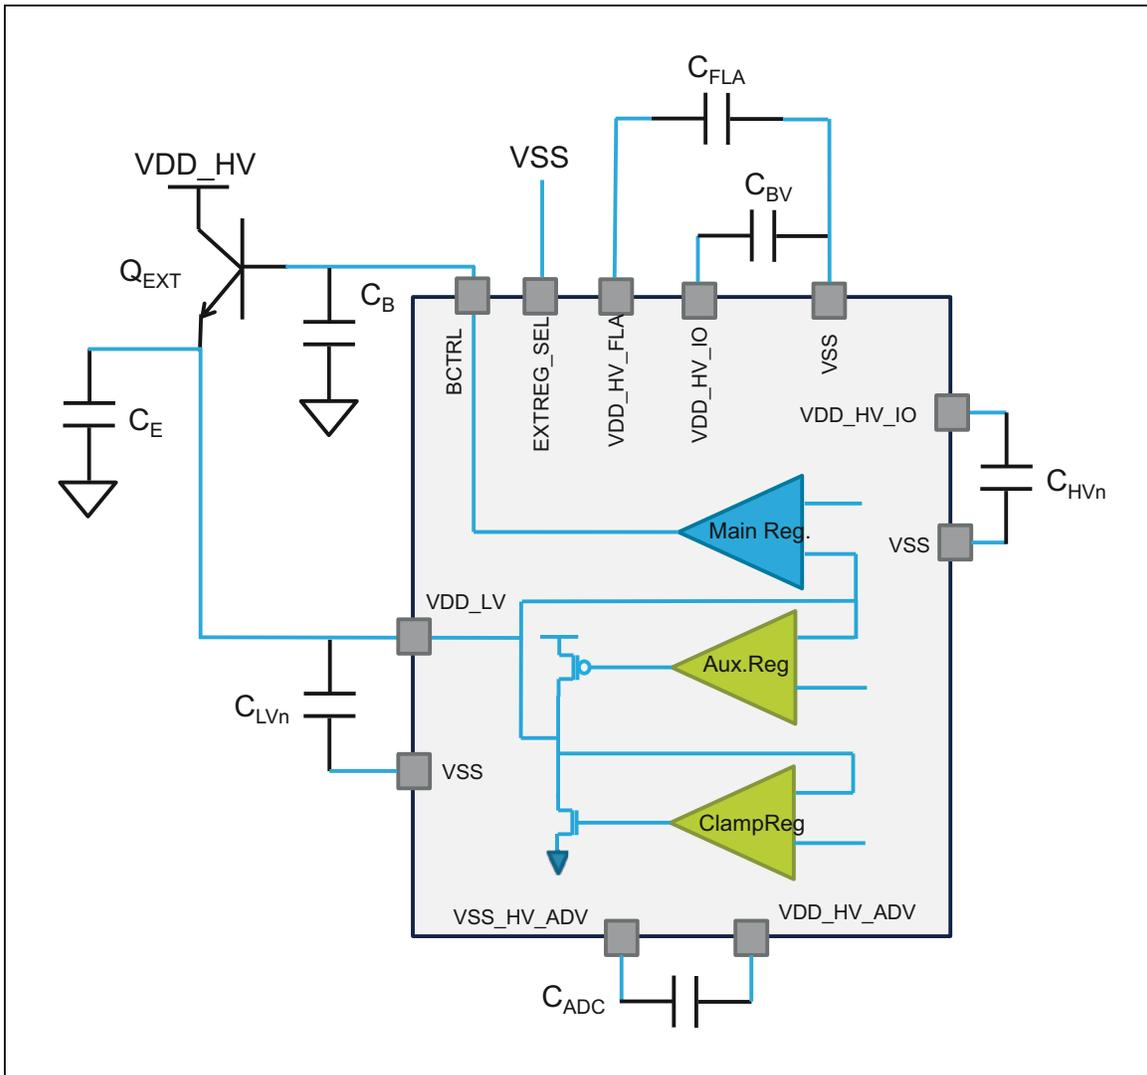 C_FLA
VDD_HV
VSS
C_BV
Q_EXT
C_B
BCTRL
EXTREG_SEL
VDD_HV_FLA
VDD_HV_IO
VSS
C_E
VDD_HV_IO
C_HVn
Main Reg.
VSS
VDD_LV
Aux.Reg
C_LVn
VSS
ClampReg
VSS_HV_ADV
VDD_HV_ADV
C_ADC